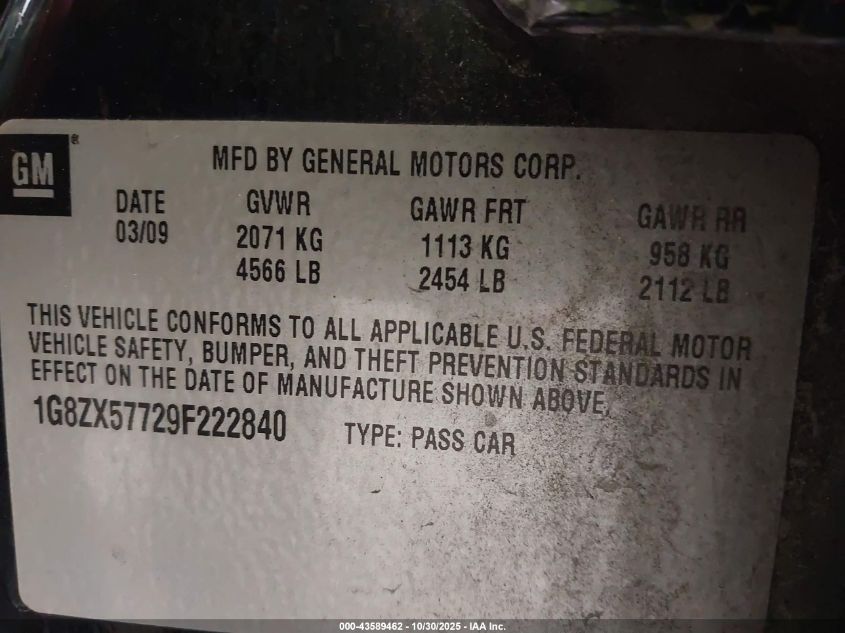 GM®
MFD BY GENERAL MOTORS CORP.
DATE GVWR GAWR FRT GAWR RR
03/09 2071 KG 1113 KG 958 KG
4566 LB 2454 LB 2112 LB
THIS VEHICLE CONFORMS TO ALL APPLICABLE U.S. FEDERAL MOTOR
VEHICLE SAFETY, BUMPER, AND THEFT PREVENTION STANDARDS IN
EFFECT ON THE DATE OF MANUFACTURE SHOWN ABOVE.
1G8ZX57729F222840 TYPE: PASS CAR
000-43589462 - 10/30/2025 - IAA Inc.